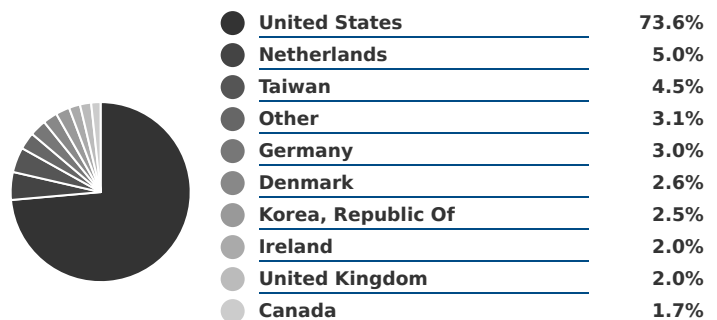 United States 73.6%
Netherlands 5.0%
Taiwan 4.5%
Other 3.1%
Germany 3.0%
Denmark 2.6%
Korea, Republic Of 2.5%
Ireland 2.0%
United Kingdom 2.0%
Canada 1.7%